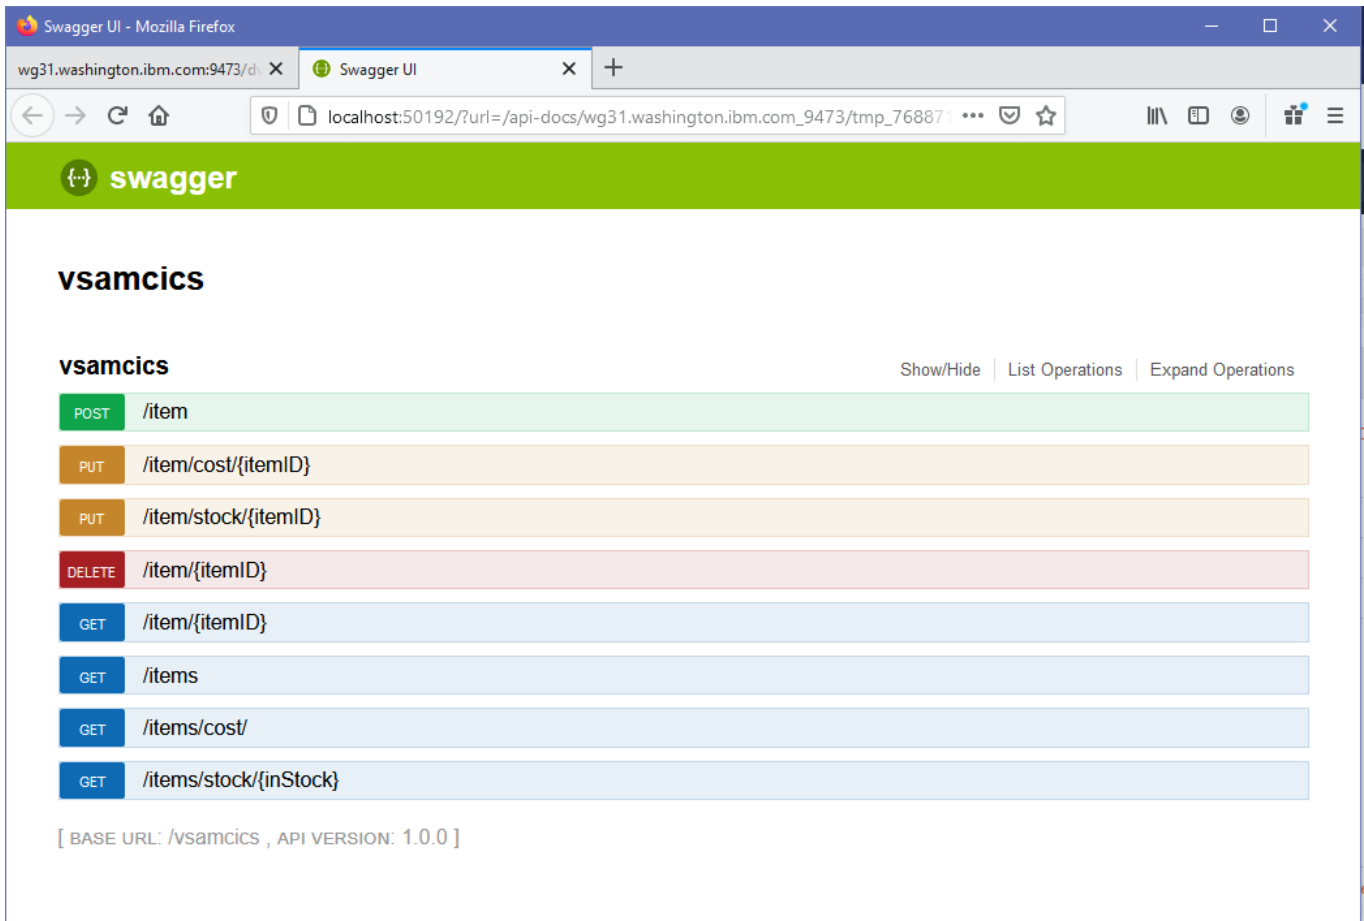 Swagger UI - Mozilla Firefox
wg31.washington.ibm.com:9473/d
Swagger UI
localhost:50192/?url=/api-docs/wg31.washington.ibm.com_9473/tmp_768871
{···} swagger
vsamcics
vsamcics
Show/Hide List Operations Expand Operations
POST /item
PUT /item/cost/{itemID}
PUT /item/stock/{itemID}
DELETE /item/{itemID}
GET /item/{itemID}
GET /items
GET /items/cost/
GET /items/stock/{inStock}
[ BASE URL: /vsamcics , API VERSION: 1.0.0 ]